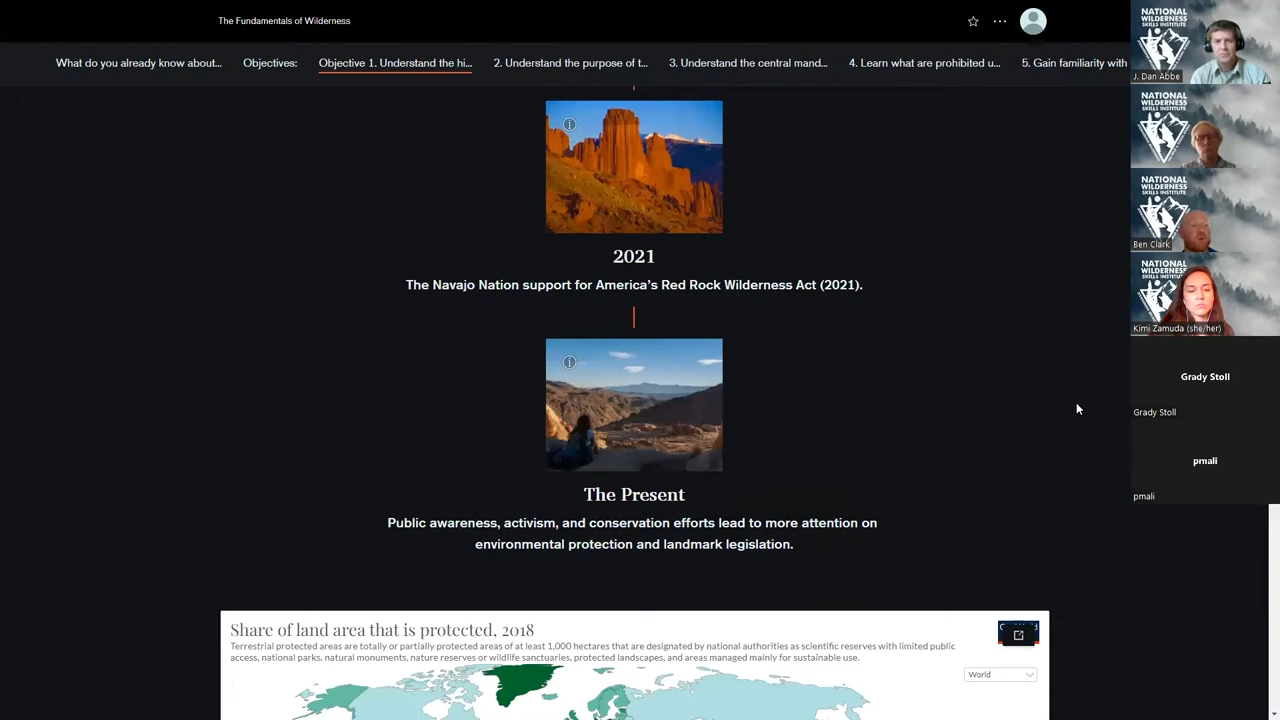 The Fundamentals of Wilderness
What do you already know about...
Objectives:
Objective 1. Understand the hi...
2. Understand the purpose of t...
3. Understand the central mand...
4. Learn what are prohibited u...
5. Gain familiarity with
2021
The Navajo Nation support for America's Red Rock Wilderness Act (2021).
The Present
Public awareness, activism, and conservation efforts lead to more attention on
environmental protection and landmark legislation.
Share of land area that is protected, 2018
Terrestrial protected areas are totally or partially protected areas of at least 1,000 hectares that are designated by national authorities as scientific reserves with limited public
access, national parks, natural monuments, nature reserves or wildlife sanctuaries, protected landscapes, and areas managed mainly for sustainable use.
World
NATIONAL
WILDERNESS
SKILLS INSTITUTE
J. Dan Abbe
NATIONAL
WILDERNESS
SKILLS INSTITUTE
NATIONAL
WILDERNESS
SKILLS INSTITUTE
Ben Clark
NATIONAL
WILDERNESS
SKILLS INSTITUTE
Kimi Zamuda (she/her)
Grady Stoll
Grady Stoll
pmali
pmali